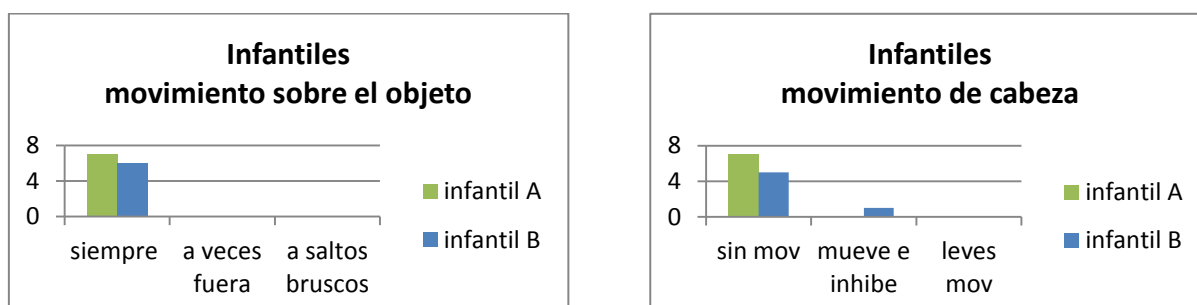 Infantiles
movimiento sobre el objeto
8
4
0
siempre
a veces
fuera
a saltos
bruscos
infantil A
infantil B
Infantiles
movimiento de cabeza
8
4
0
sin mov
mueve e
inhibe
leves
mov
infantil A
infantil B